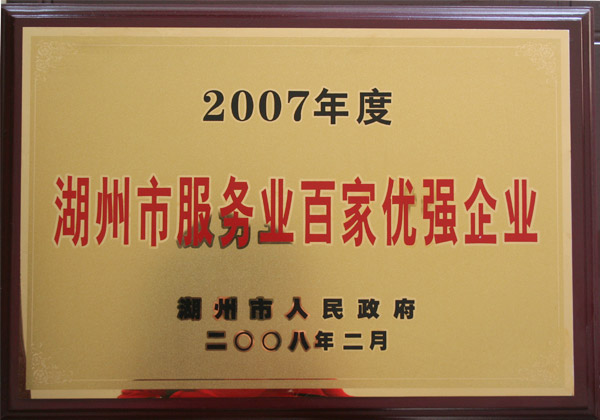 2007年度
湖州市服务业百家优强企业
湖州市人民政府
二〇〇八年二月